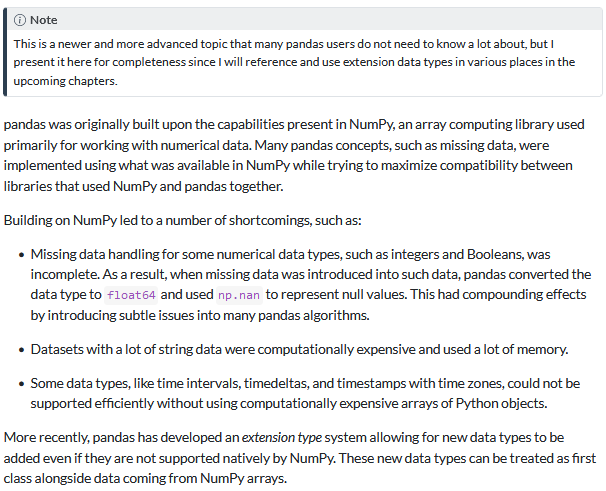 Note
This is a newer and more advanced topic that many pandas users do not need to know a lot about, but I
present it here for completeness since I will reference and use extension data types in various places in the
upcoming chapters.
pandas was originally built upon the capabilities present in NumPy, an array computing library used
primarily for working with numerical data. Many pandas concepts, such as missing data, were
implemented using what was available in NumPy while trying to maximize compatibility between
libraries that used NumPy and pandas together.
Building on NumPy led to a number of shortcomings, such as:
• Missing data handling for some numerical data types, such as integers and Booleans, was
incomplete. As a result, when missing data was introduced into such data, pandas converted the
data type to float64 and used np.nan to represent null values. This had compounding effects
by introducing subtle issues into many pandas algorithms.
• Datasets with a lot of string data were computationally expensive and used a lot of memory.
• Some data types, like time intervals, timedeltas, and timestamps with time zones, could not be
supported efficiently without using computationally expensive arrays of Python objects.
More recently, pandas has developed an extension type system allowing for new data types to be
added even if they are not supported natively by NumPy. These new data types can be treated as first
class alongside data coming from NumPy arrays.